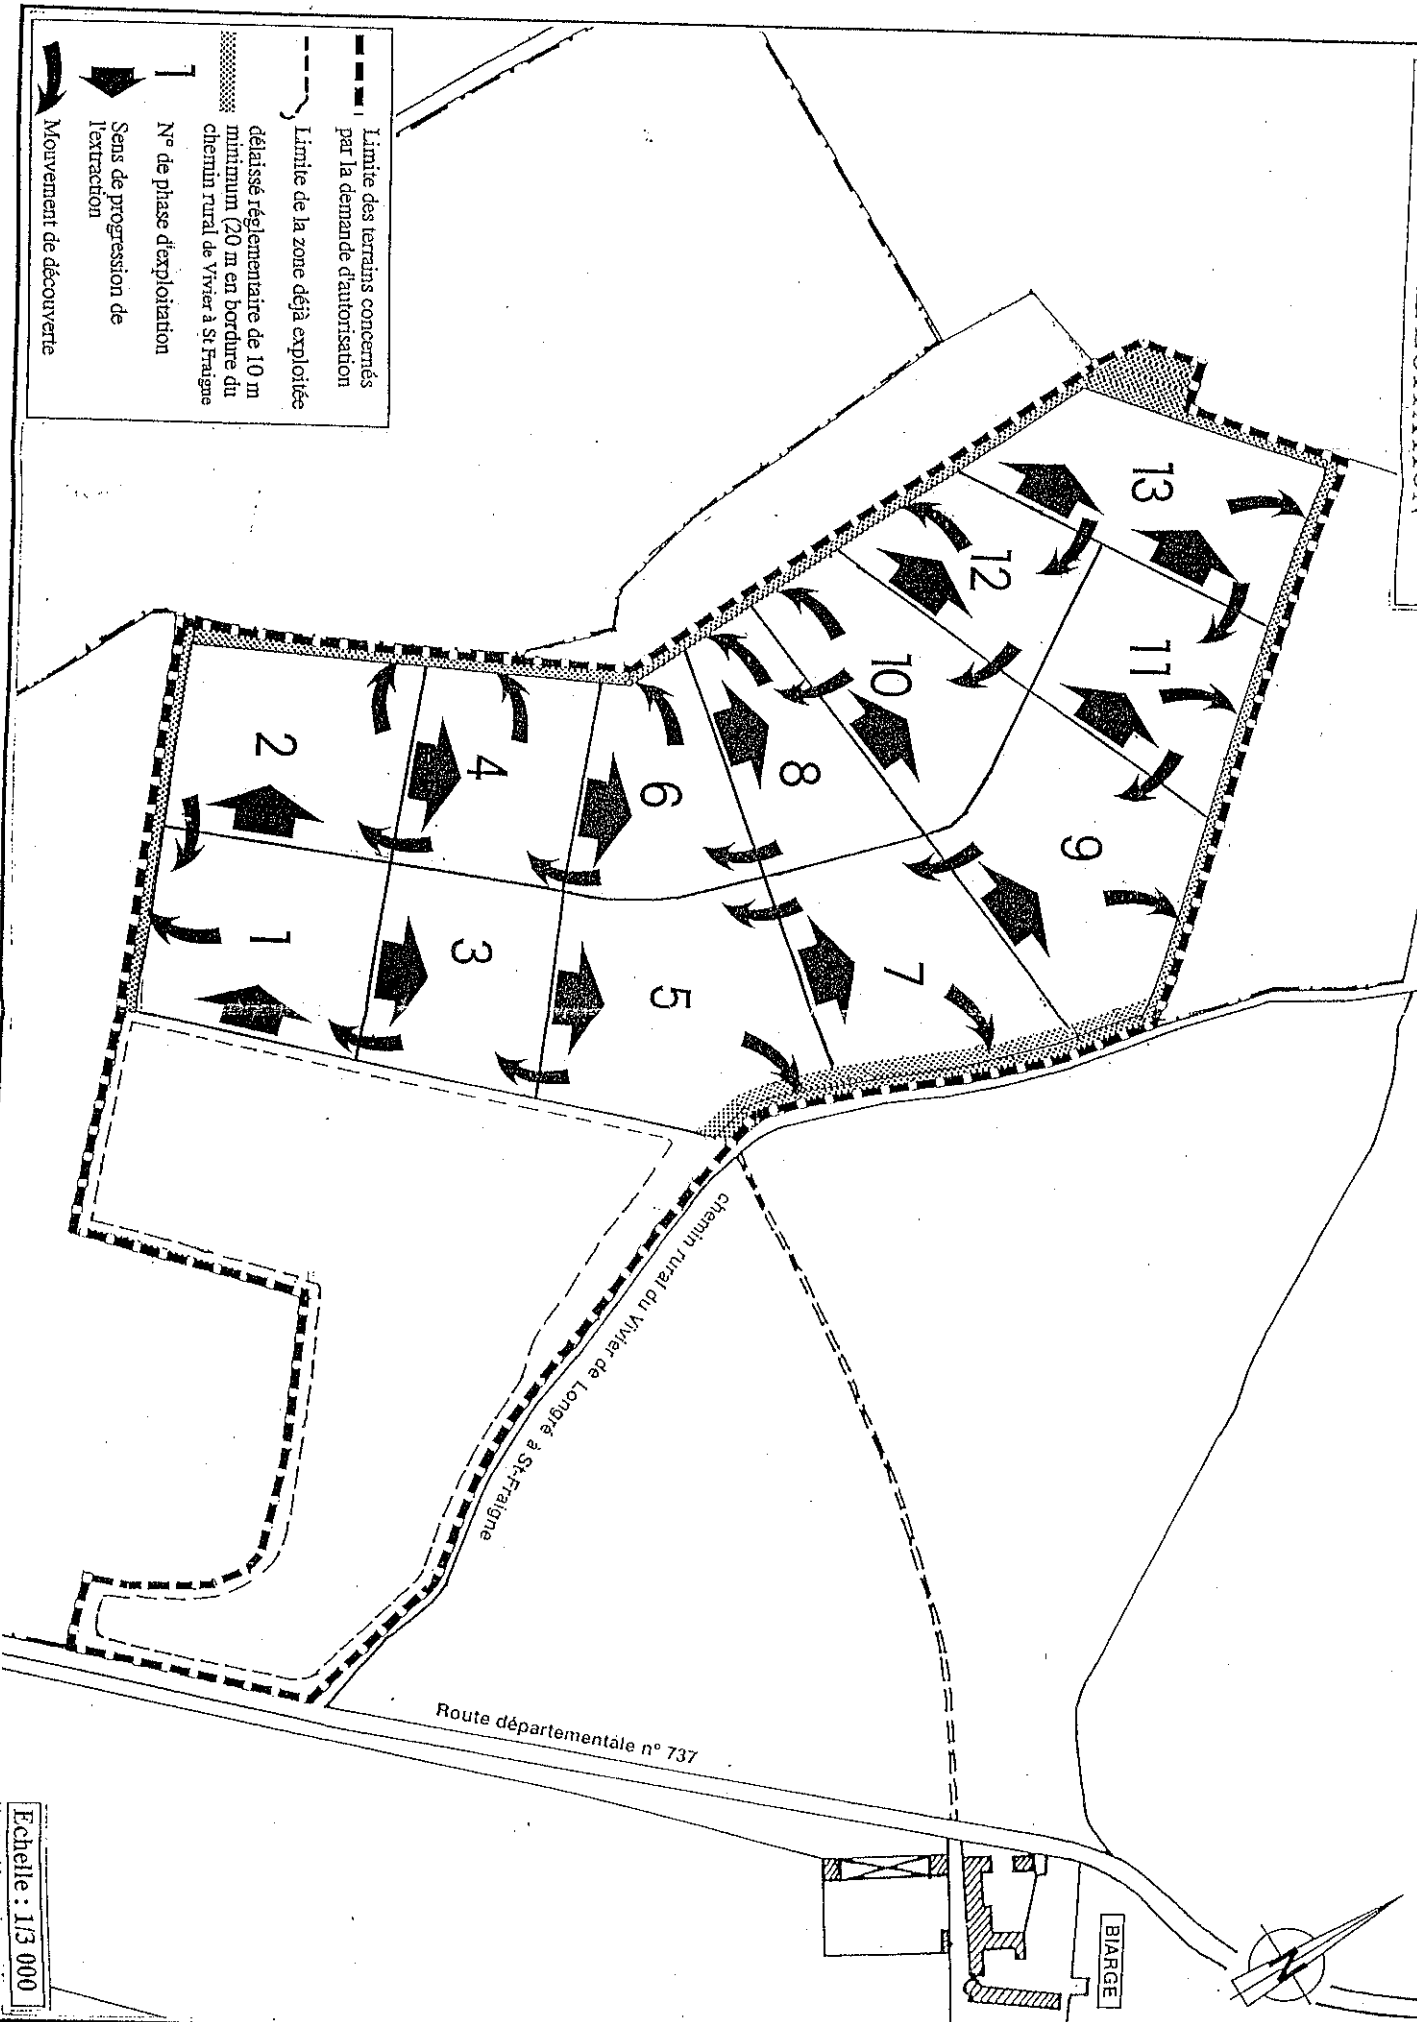 Limite des terrains concernés
par la demande d'autorisation
Limite de la zone déjà exploitée
délaissé réglementaire de 10 m
minimum (20 m en bordure du
chemin rural de Vivier à St Fraigne
1
N° de phase d'exploitation
Sens de progression de
l'extraction
Mouvement de découverte
13
12
11
10
9
8
7
6
5
4
3
2
1
chemin rural du Vivier de Longré à St-Fraigne
Route départementale n° 737
BIARGE
N
Echelle : 1/3 000